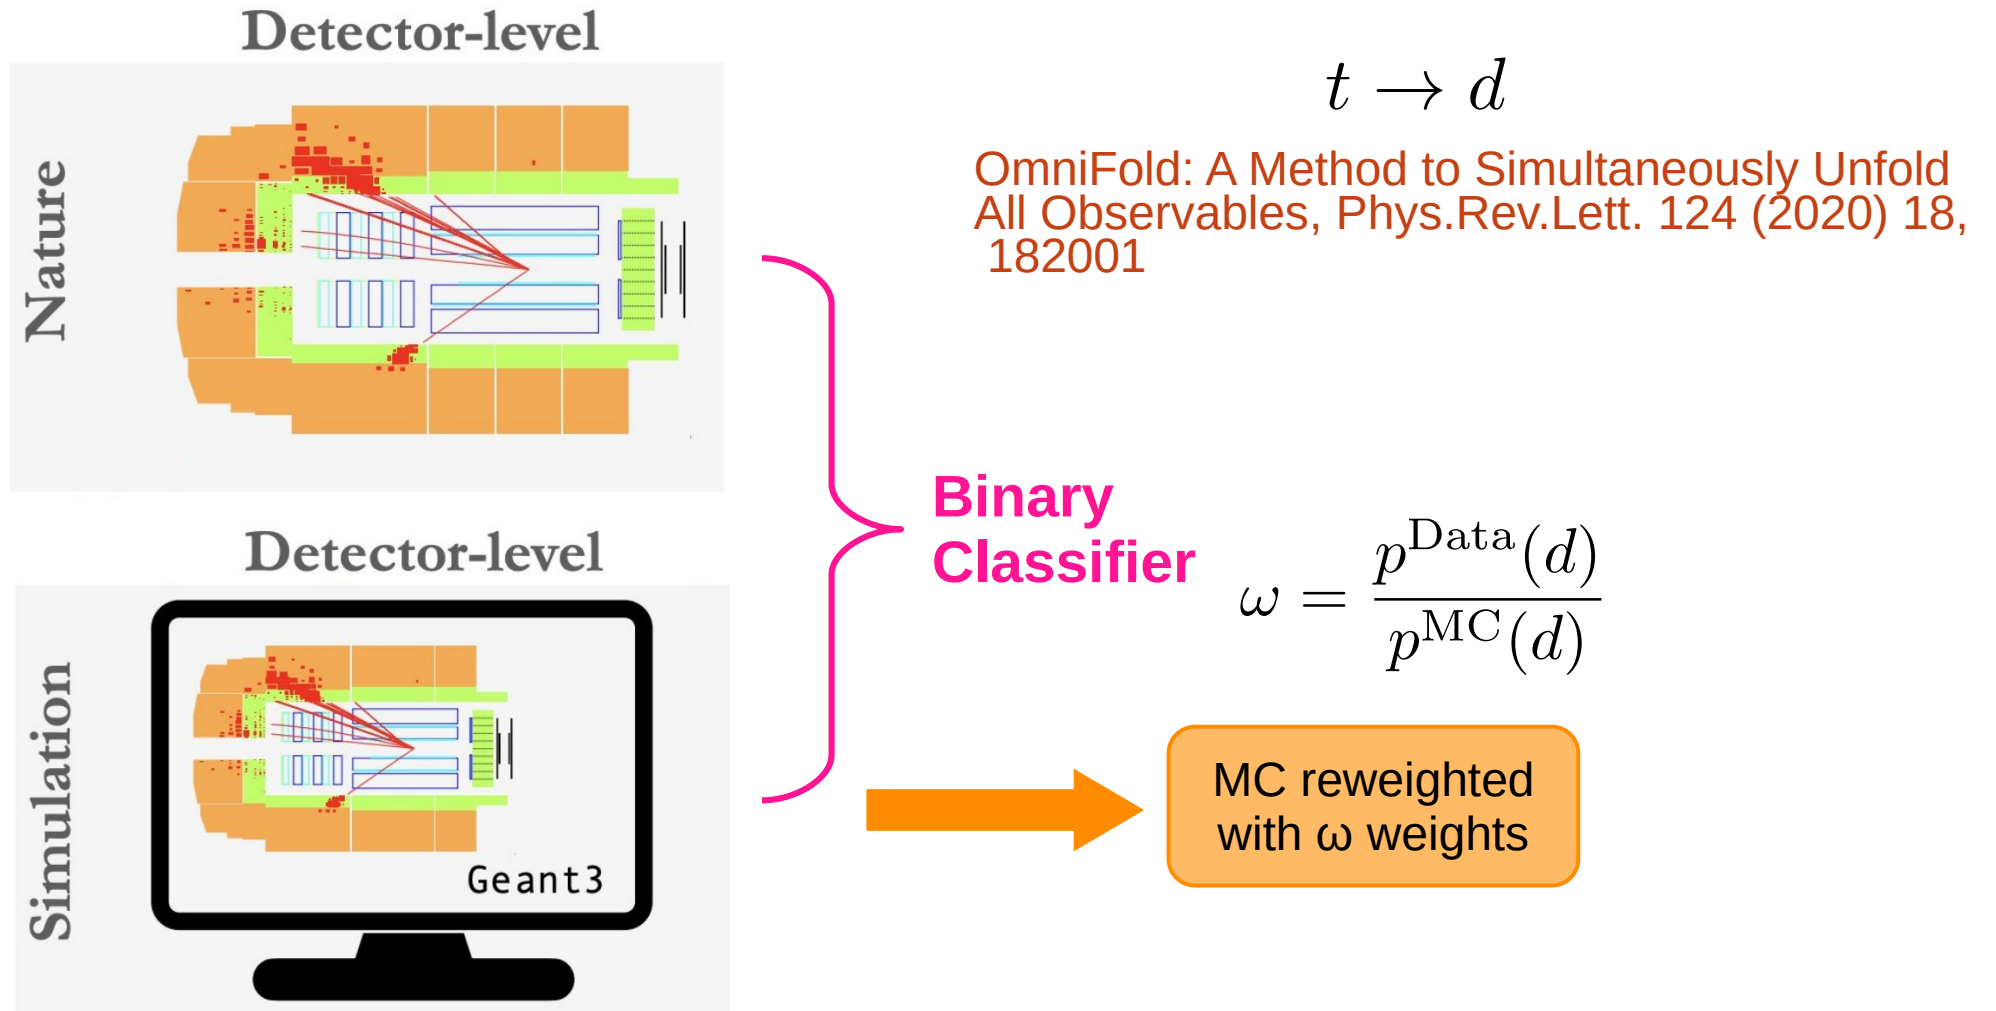 Detector-level
Nature
t → d
OmniFold: A Method to Simultaneously Unfold
All Observables, Phys.Rev.Lett. 124 (2020) 18,
182001
Binary
Classifier
ω = p^Data(d) / p^MC(d)
Detector-level
Simulation
Geant3
MC reweighted
with ω weights